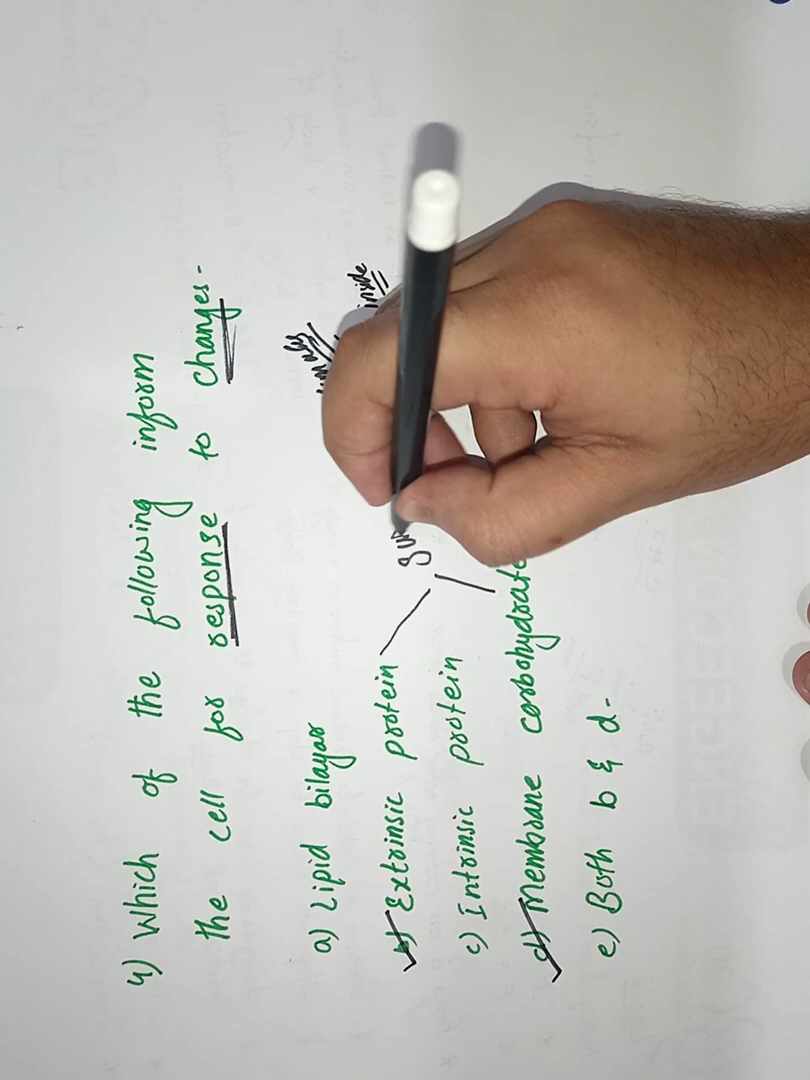 4) Which of the following inform
the cell for response to changes-
a) Lipid bilayar
b) Extrinsic protein
inside
c) Intrinsic protein
d) Membrane carbohydrate
e) Both b & d-